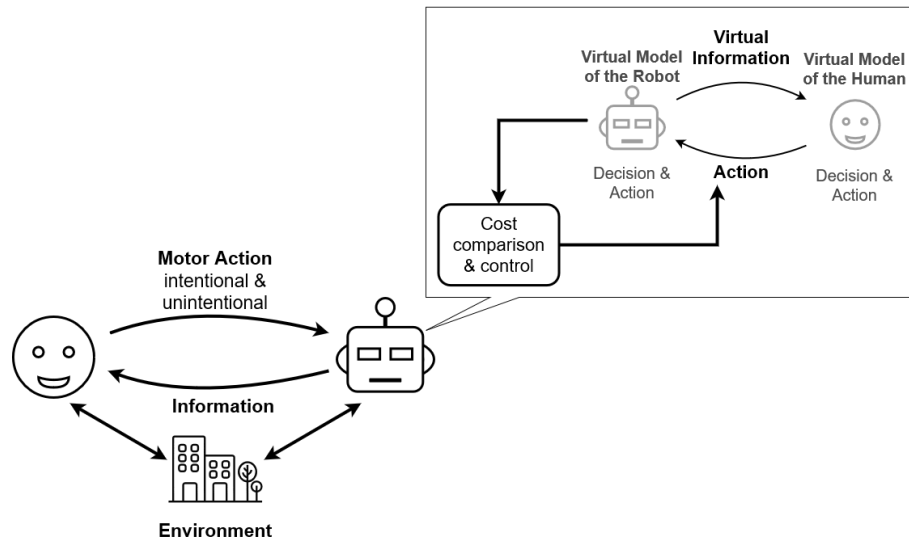 Virtual
Information
Virtual Model
of the Robot
Virtual Model
of the Human
Decision &
Action
Action
Decision &
Action
Cost
comparison
& control
Motor Action
intentional &
unintentional
Information
Environment